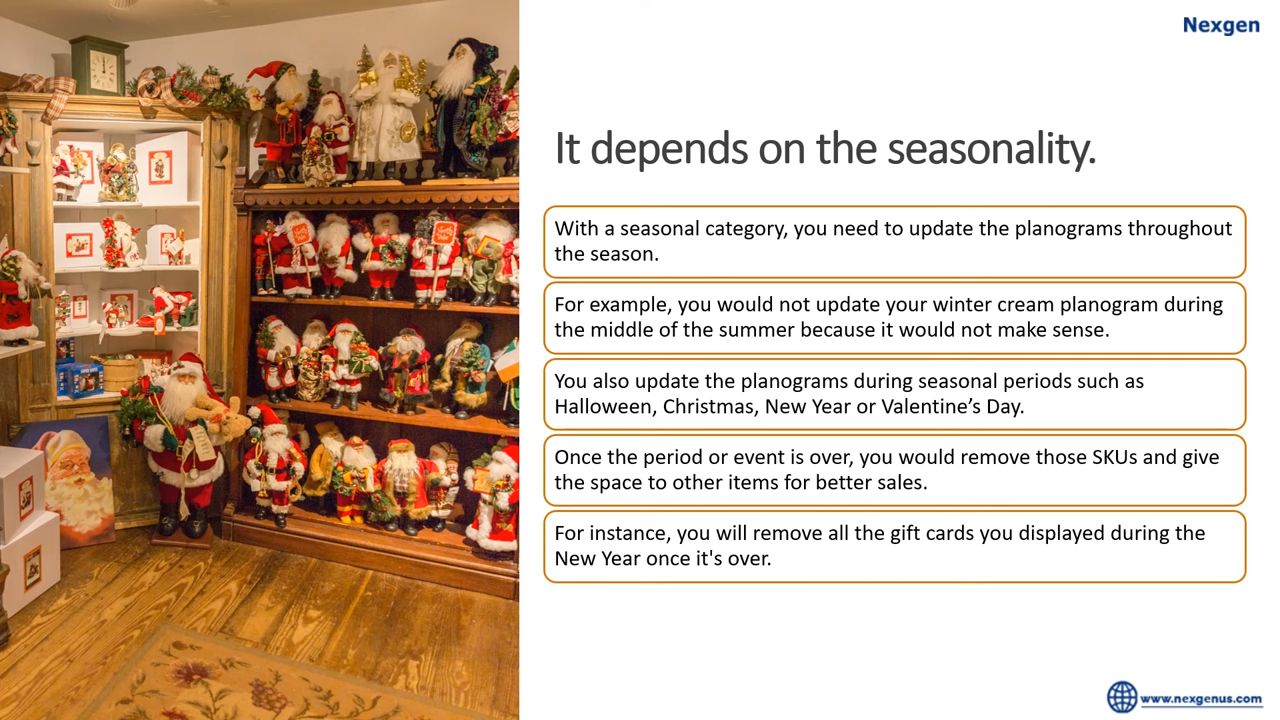 Nexgen
It depends on the seasonality.
With a seasonal category, you need to update the planograms throughout
the season.
For example, you would not update your winter cream planogram during
the middle of the summer because it would not make sense.
You also update the planograms during seasonal periods such as
Halloween, Christmas, New Year or Valentine’s Day.
Once the period or event is over, you would remove those SKUs and give
the space to other items for better sales.
For instance, you will remove all the gift cards you displayed during the
New Year once it's over.
www.nexgenus.com